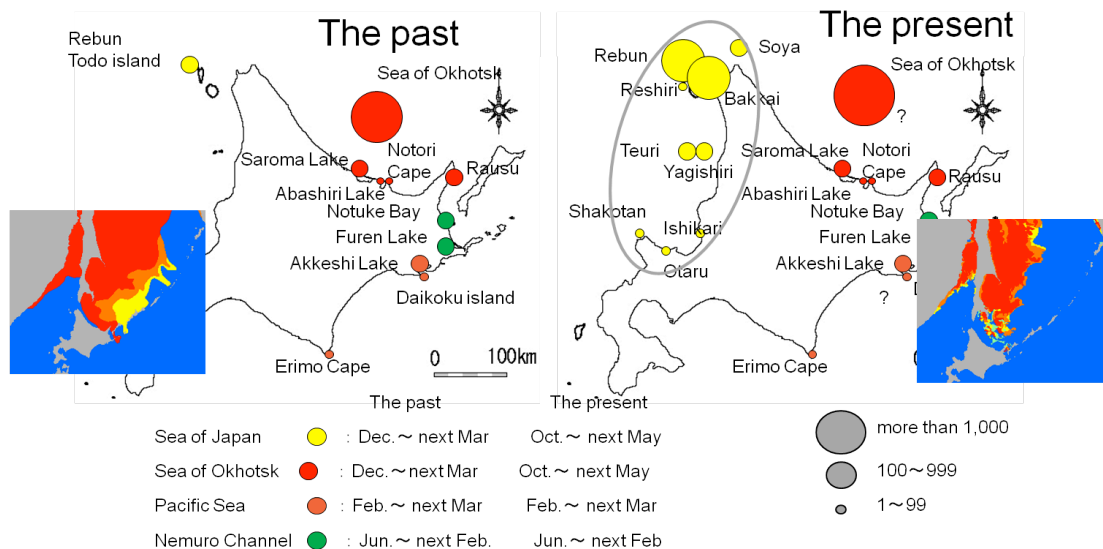 The past
Rebun
Todo island
Sea of Okhotsk
Saroma Lake
Notori
Cape
Rausu
Abashiri Lake
Notuke Bay
Furen Lake
Akkeshi Lake
Daikoku island
Erimo Cape
0 100km
The present
Rebun
Soya
Sea of Okhotsk
?
Reshiri
Bakkai
Teuri
Yagishiri
Saroma Lake
Notori
Cape
Rausu
Abashiri Lake
Notuke Bay
Shakotan
Ishikari
Furen Lake
Otaru
Akkeshi Lake
?
D
Erimo Cape
The past The present
Sea of Japan : Dec.～ next Mar Oct.～ next May
Sea of Okhotsk : Dec.～ next Mar Oct.～ next May
Pacific Sea : Feb.～ next Mar Feb.～ next Mar
Nemuro Channel : Jun.～ next Feb. Jun.～ next Feb
more than 1,000
100～999
1～99